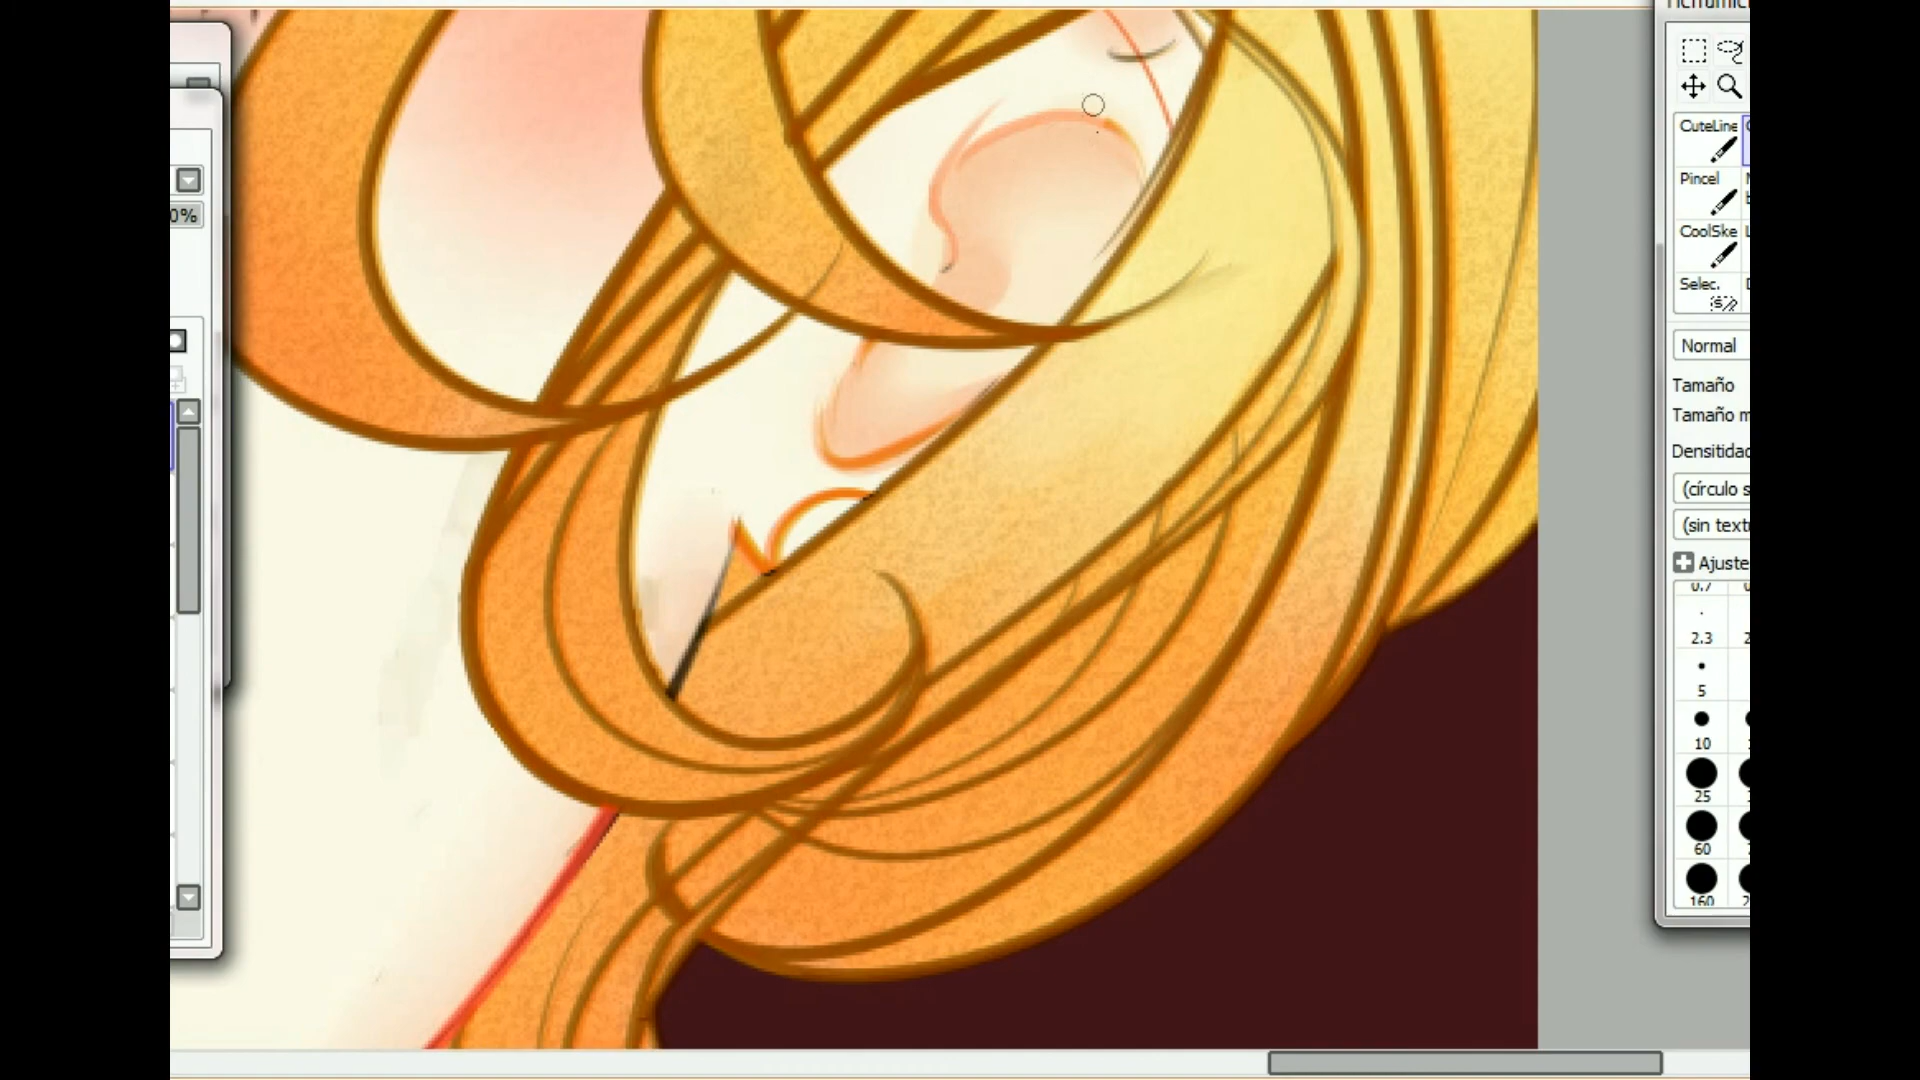 0%
CuteLine
Pincel
CoolSke
Selec.
Normal
Tamaño
Tamaño m
Densidad
(círculo s
(sin text
Ajuste
0.7
2.3
5
10
25
60
160